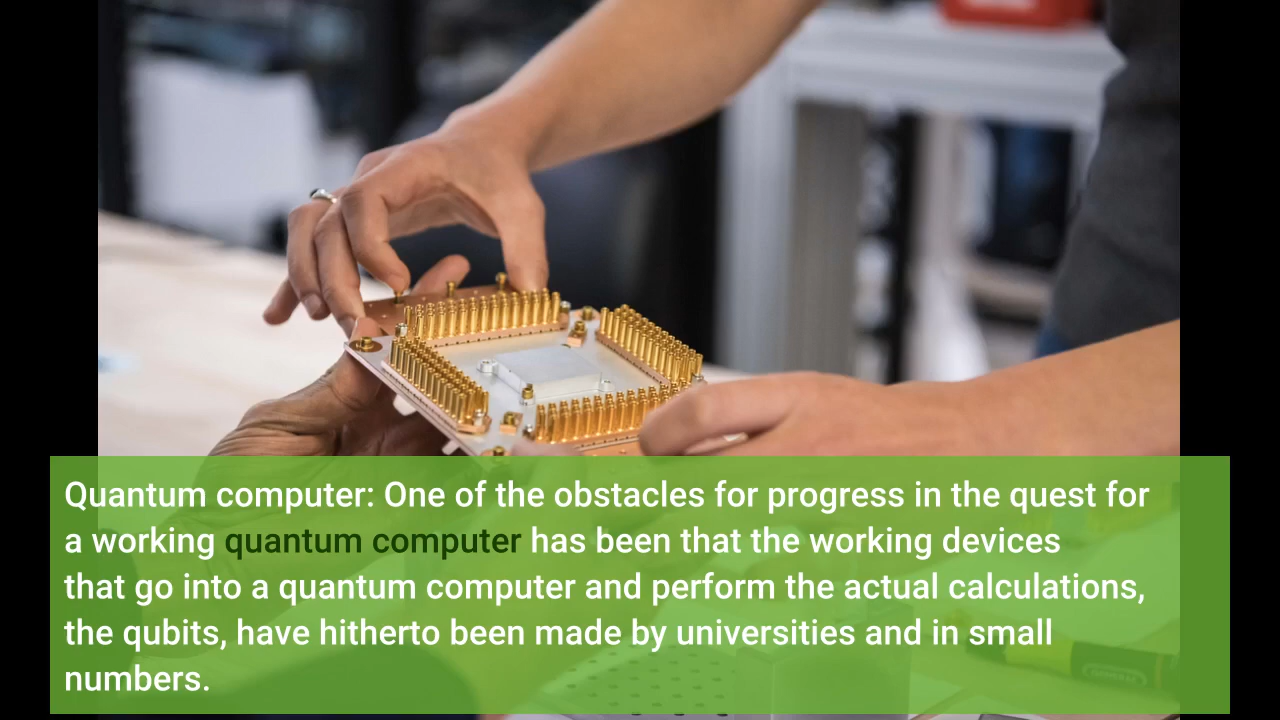 Quantum computer: One of the obstacles for progress in the quest for
a working quantum computer has been that the working devices
that go into a quantum computer and perform the actual calculations,
the qubits, have hitherto been made by universities and in small
numbers.